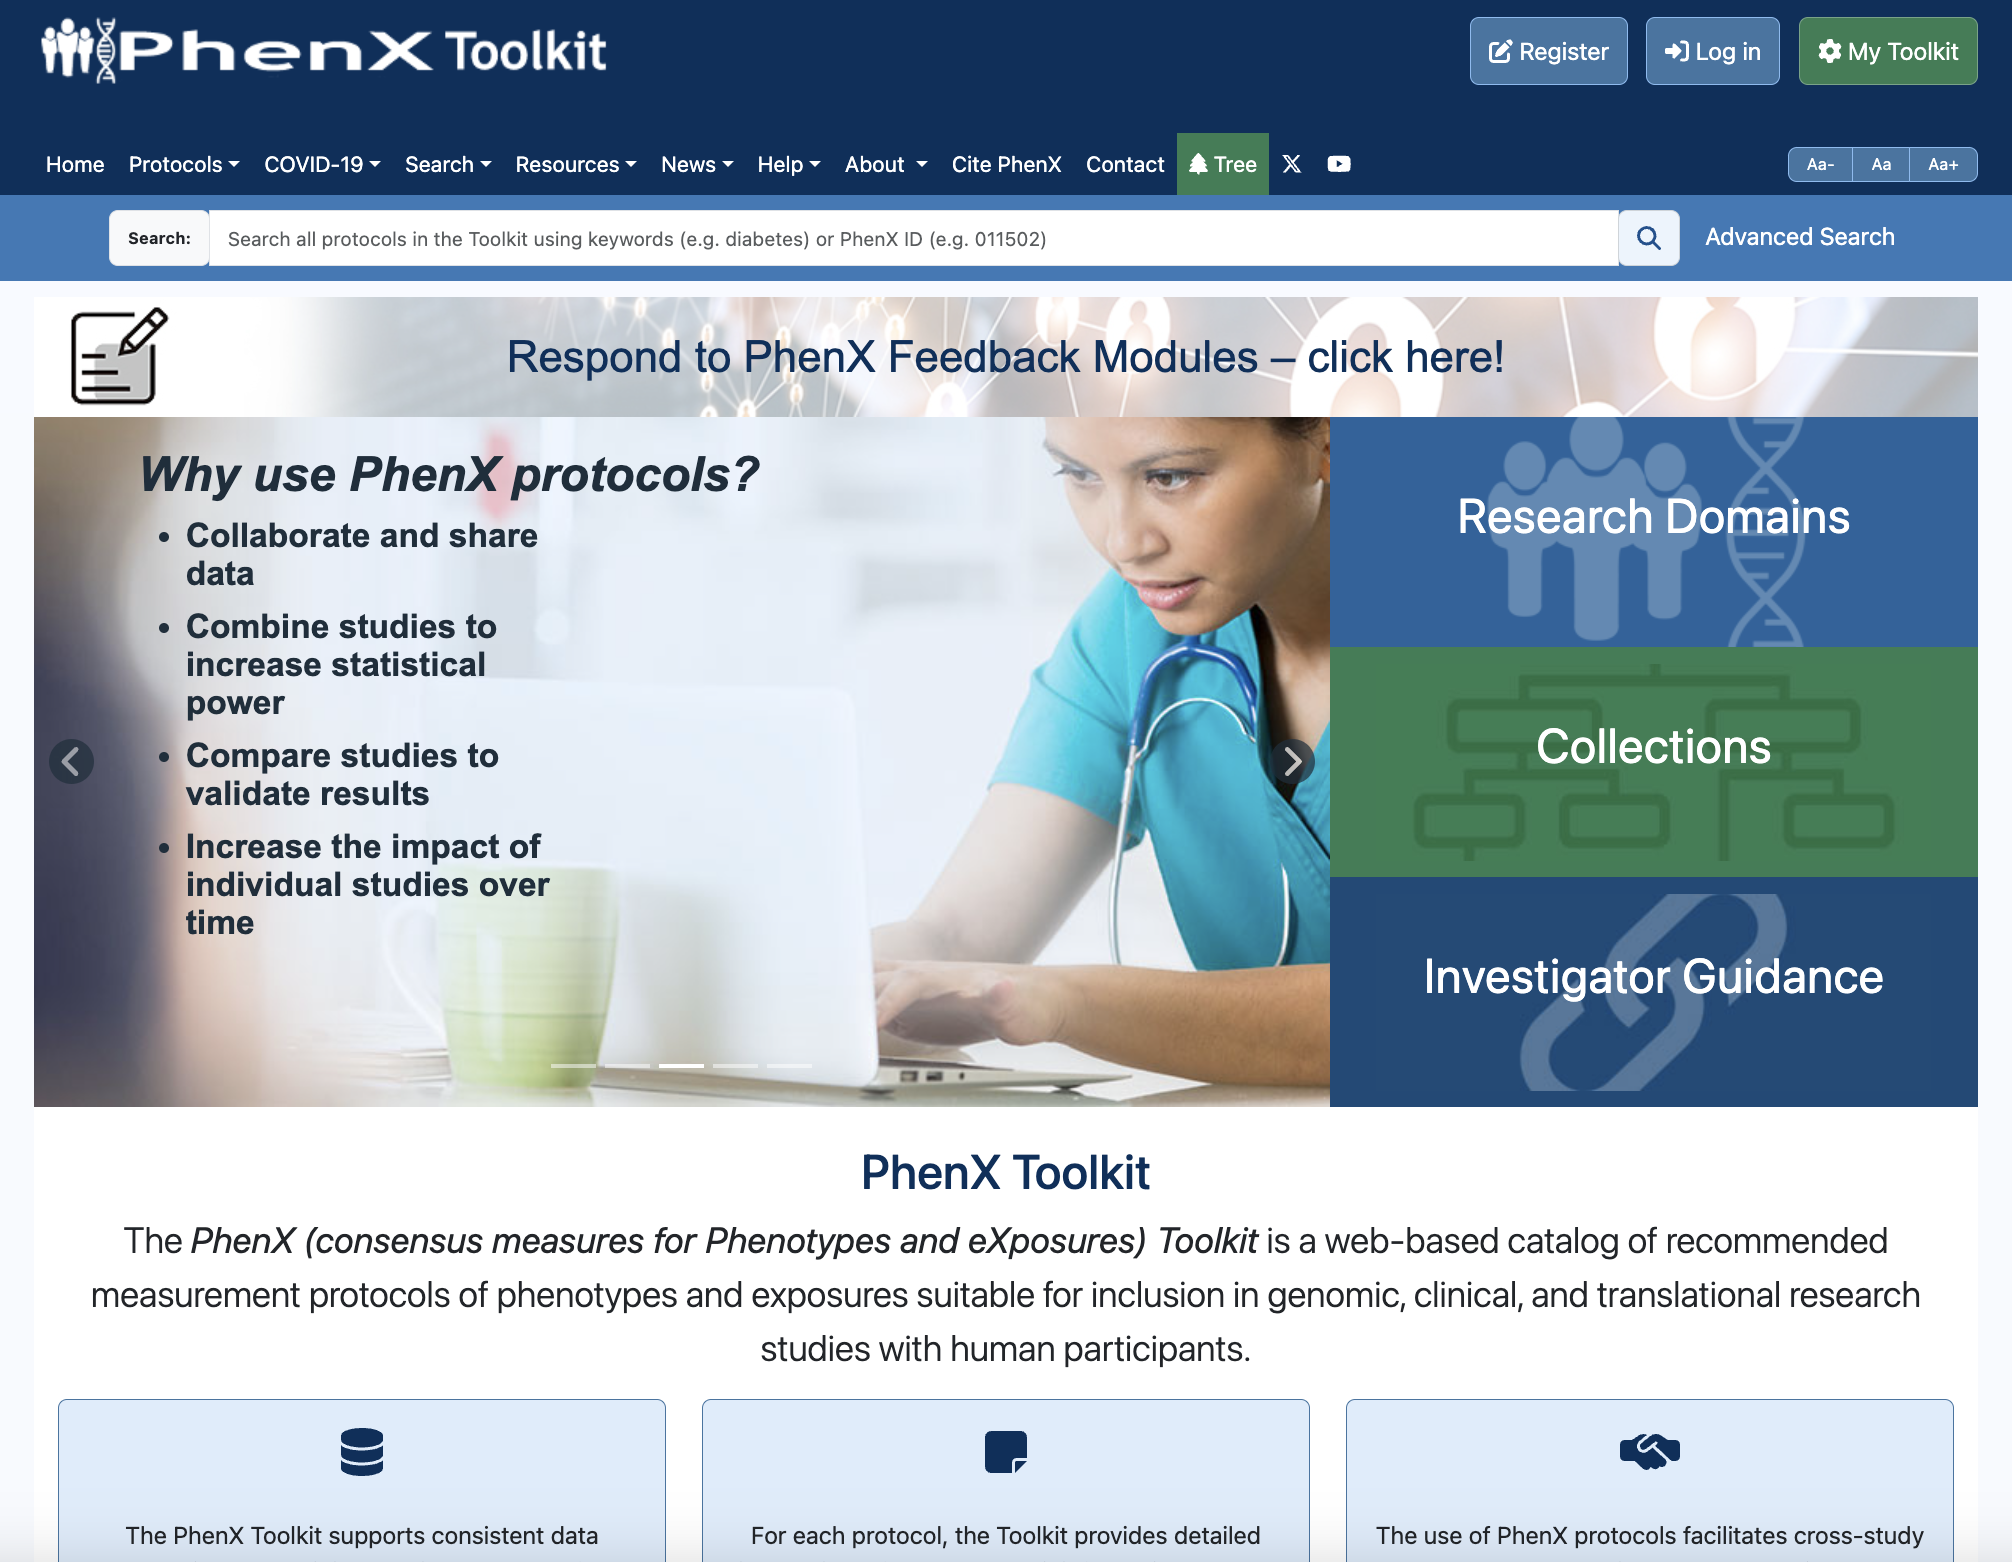 PhenX Toolkit
Register
Log in
My Toolkit
Home
Protocols
COVID-19
Search
Resources
News
Help
About
Cite PhenX
Contact
Tree
Aa-
Aa
Aa+
Search:
Search all protocols in the Toolkit using keywords (e.g. diabetes) or PhenX ID (e.g. 011502)
Advanced Search
Respond to PhenX Feedback Modules – click here!
Why use PhenX protocols?
• Collaborate and share
data
• Combine studies to
increase statistical
power
• Compare studies to
validate results
• Increase the impact of
individual studies over
time
Research Domains
Collections
Investigator Guidance
PhenX Toolkit
The PhenX (consensus measures for Phenotypes and eXposures) Toolkit is a web-based catalog of recommended
measurement protocols of phenotypes and exposures suitable for inclusion in genomic, clinical, and translational research
studies with human participants.
The PhenX Toolkit supports consistent data
For each protocol, the Toolkit provides detailed
The use of PhenX protocols facilitates cross-study